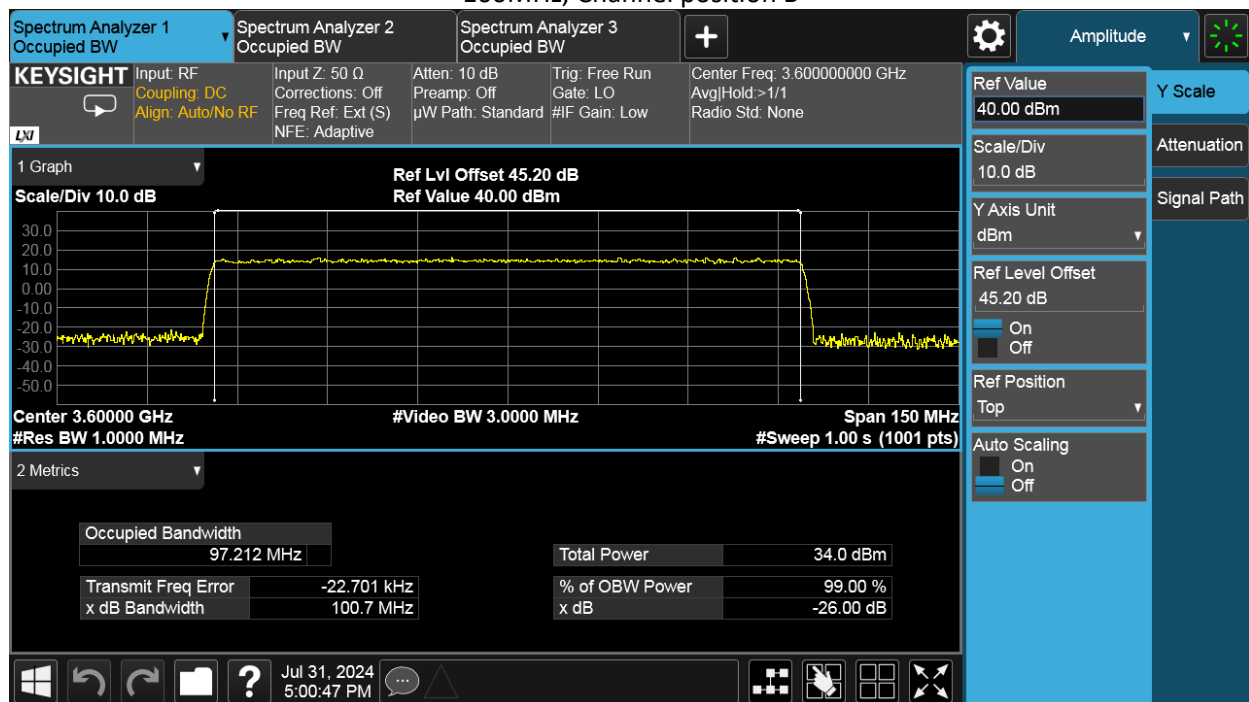 Spectrum Analyzer 1
Occupied BW
Spectrum Analyzer 2
Occupied BW
Spectrum Analyzer 3
Occupied BW
+
Amplitude
KEYSIGHT
LXI
Input: RF
Coupling: DC
Align: Auto/No RF
Input Z: 50 Ω
Corrections: Off
Freq Ref: Ext (S)
NFE: Adaptive
Atten: 10 dB
Preamp: Off
µW Path: Standard
Trig: Free Run
Gate: LO
#IF Gain: Low
Center Freq: 3.600000000 GHz
Avg|Hold:>1/1
Radio Std: None
1 Graph
Scale/Div 10.0 dB
Ref Lvl Offset 45.20 dB
Ref Value 40.00 dBm
30.0
20.0
10.0
0.00
-10.0
-20.0
-30.0
-40.0
-50.0
Center 3.60000 GHz
#Video BW 3.0000 MHz
Span 150 MHz
#Res BW 1.0000 MHz
#Sweep 1.00 s (1001 pts)
2 Metrics
Occupied Bandwidth
97.212 MHz
Total Power 34.0 dBm
Transmit Freq Error -22.701 kHz
% of OBW Power 99.00 %
x dB Bandwidth 100.7 MHz
x dB -26.00 dB
Ref Value
40.00 dBm
Scale/Div
10.0 dB
Y Axis Unit
dBm
Ref Level Offset
45.20 dB
On
Off
Ref Position
Top
Auto Scaling
On
Off
Y Scale
Attenuation
Signal Path
?
Jul 31, 2024
5:00:47 PM